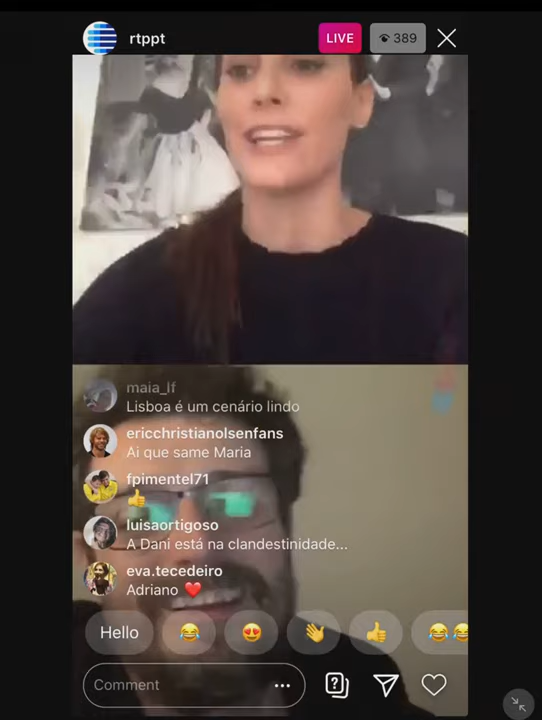 rtppt
LIVE
389
maia_lf
Lisboa é um cenário lindo
ericchristianolsenfans
Ai que same Maria
fpimentel71
👍
luisaortigoso
A Dani está na clandestinidade...
eva.tecedeiro
Adriano ❤️
Hello 😂 😍 👋 👍 😂😂
Comment